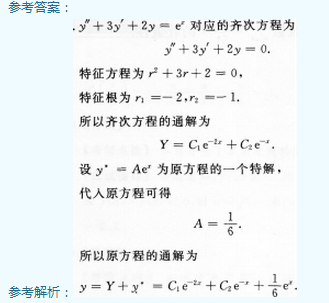 参考答案：
. y″ + 3y′ + 2y = eˣ 对应的齐次方程为
y″ + 3y′ + 2y = 0.
特征方程为 r² + 3r + 2 = 0，
特征根为 r₁ = −2, r₂ = −1.
所以齐次方程的通解为
Y = C₁e⁻²ˣ + C₂e⁻ˣ.
设 y* = Aeˣ 为原方程的一个特解，
代入原方程可得
A = 1/6.
所以原方程的通解为
参考解析： y = Y + y* = C₁e⁻²ˣ + C₂e⁻ˣ + 1/6 eˣ.